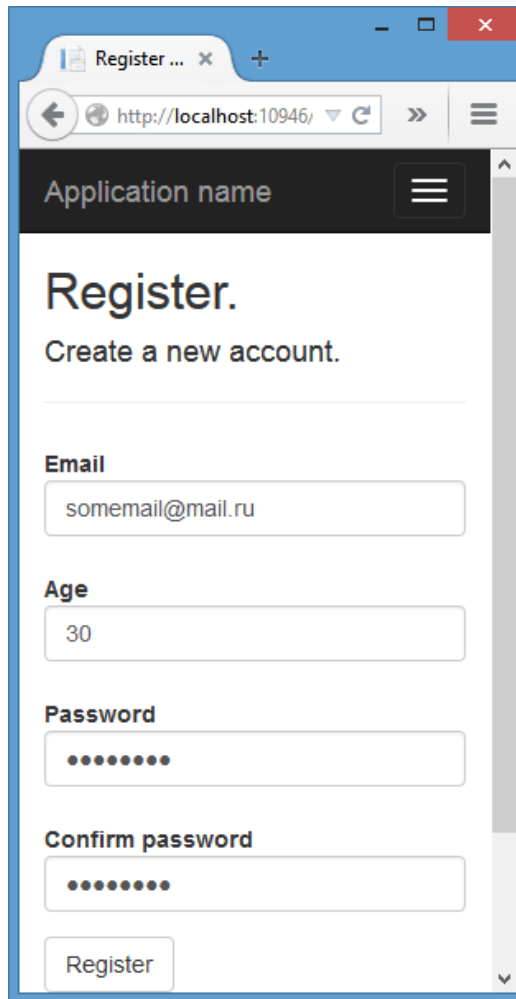 Register ...
http://localhost:10946/
Application name
Register.
Create a new account.
Email
somemail@mail.ru
Age
30
Password
●●●●●●●●
Confirm password
●●●●●●●●
Register